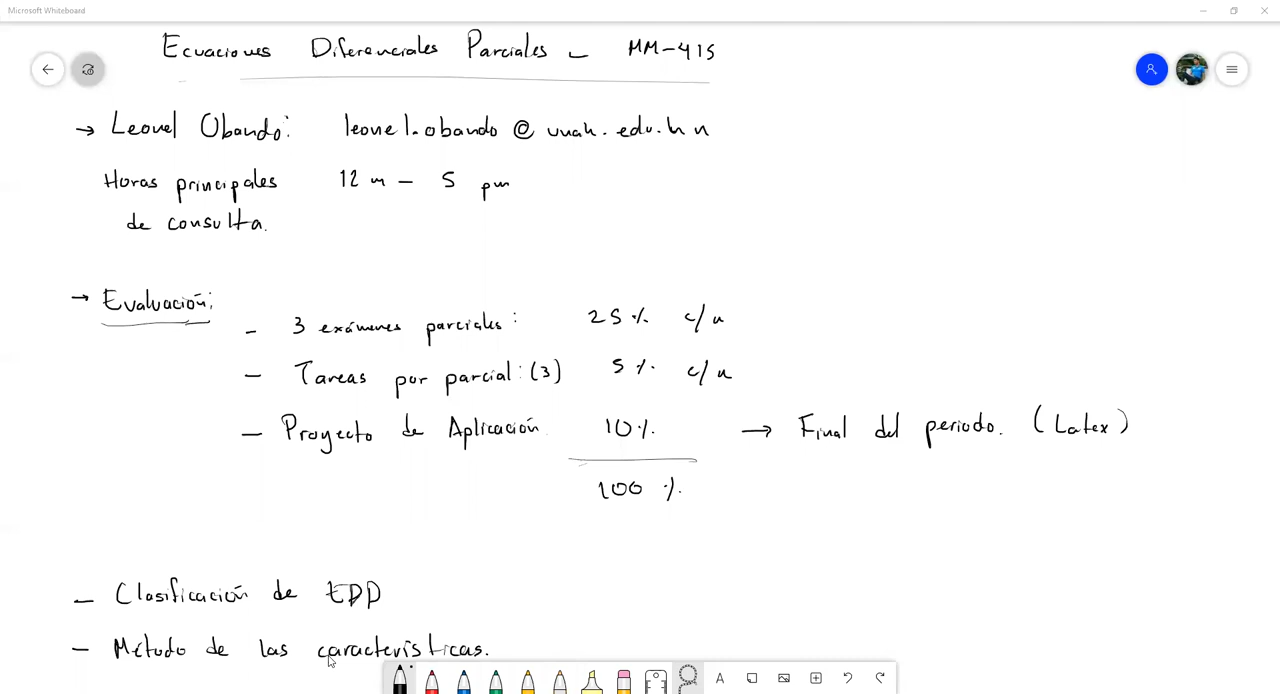 Microsoft Whiteboard
Ecuaciones Diferenciales Parciales - MM-415
→ Leonel Obando: leonel.obando@unah.edu.hn
Horas principales 12 m - 5 pm
de consulta.
→ Evaluación:
- 3 exámenes parciales: 25% c/u
- Tareas por parcial: (3) 5% c/u
- Proyecto de Aplicación 10% → Final del periodo. (Latex)
100 %.
- Clasificación de EDP
- Método de las características.
A